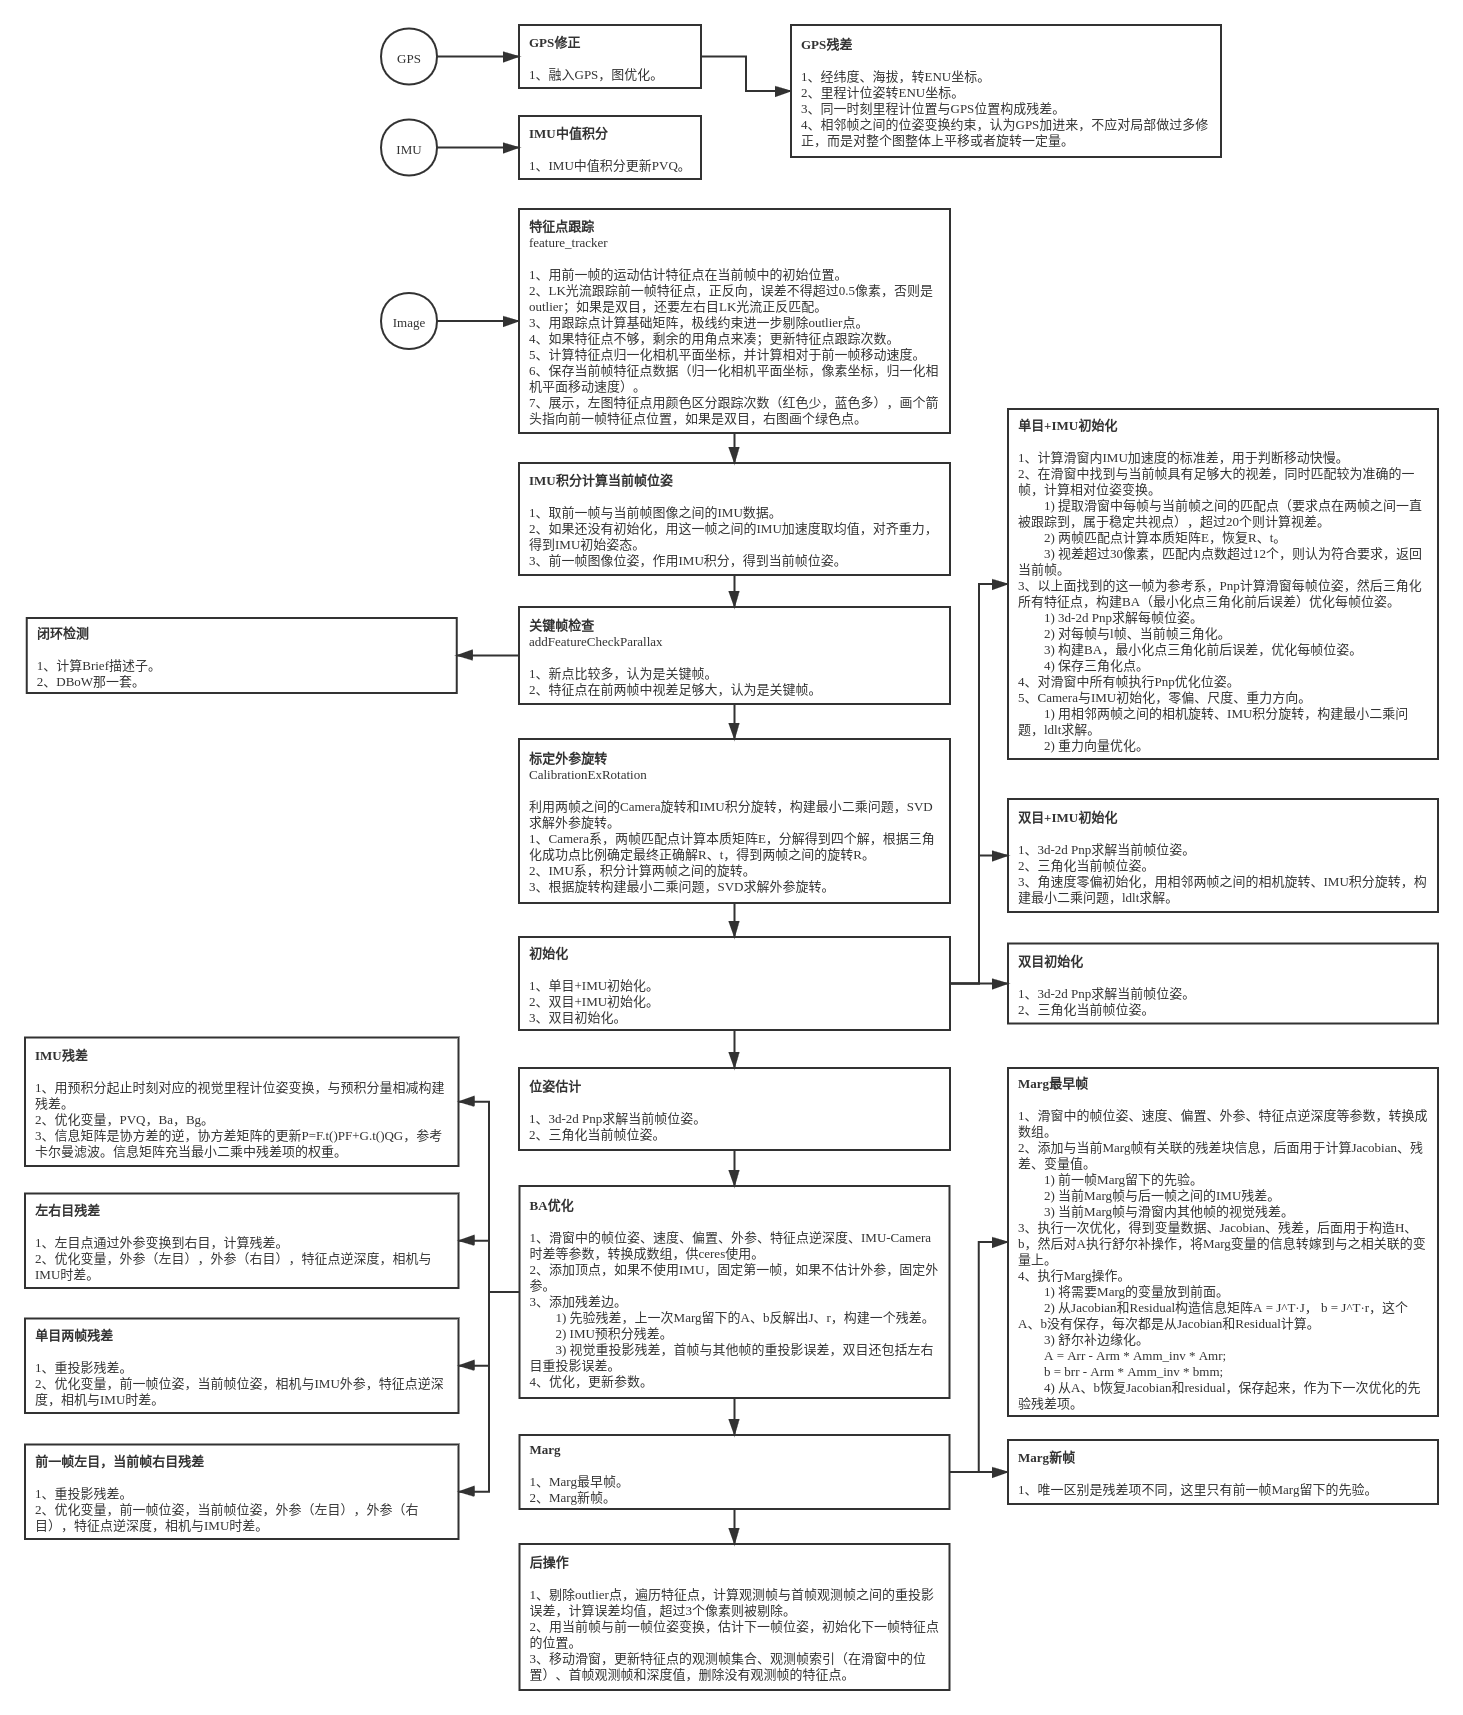 GPS
GPS修正
1、融入GPS，图优化。
GPS残差
1、经纬度、海拔，转ENU坐标。
2、里程计位姿转ENU坐标。
3、同一时刻里程计位置与GPS位置构成残差。
4、相邻帧之间的位姿变换约束，认为GPS加进来，不应对局部做过多修
正，而是对整个图整体上平移或者旋转一定量。
IMU
IMU中值积分
1、IMU中值积分更新PVQ。
Image
特征点跟踪
feature_tracker
1、用前一帧的运动估计特征点在当前帧中的初始位置。
2、LK光流跟踪前一帧特征点，正反向，误差不得超过0.5像素，否则是
outlier；如果是双目，还要左右目LK光流正反匹配。
3、用跟踪点计算基础矩阵，极线约束进一步剔除outlier点。
4、如果特征点不够，剩余的用角点来凑；更新特征点跟踪次数。
5、计算特征点归一化相机平面坐标，并计算相对于前一帧移动速度。
6、保存当前帧特征点数据（归一化相机平面坐标，像素坐标，归一化相
机平面移动速度）。
7、展示，左图特征点用颜色区分跟踪次数（红色少，蓝色多），画个箭
头指向前一帧特征点位置，如果是双目，右图画个绿色点。
IMU积分计算当前帧位姿
1、取前一帧与当前帧图像之间的IMU数据。
2、如果还没有初始化，用这一帧之间的IMU加速度取均值，对齐重力，
得到IMU初始姿态。
3、前一帧图像位姿，作用IMU积分，得到当前帧位姿。
关键帧检查
addFeatureCheckParallax
1、新点比较多，认为是关键帧。
2、特征点在前两帧中视差足够大，认为是关键帧。
闭环检测
1、计算Brief描述子。
2、DBoW那一套。
标定外参旋转
CalibrationExRotation
利用两帧之间的Camera旋转和IMU积分旋转，构建最小二乘问题，SVD
求解外参旋转。
1、Camera系，两帧匹配点计算本质矩阵E，分解得到四个解，根据三角
化成功点比例确定最终正确解R、t，得到两帧之间的旋转R。
2、IMU系，积分计算两帧之间的旋转。
3、根据旋转构建最小二乘问题，SVD求解外参旋转。
初始化
1、单目+IMU初始化。
2、双目+IMU初始化。
3、双目初始化。
单目+IMU初始化
1、计算滑窗内IMU加速度的标准差，用于判断移动快慢。
2、在滑窗中找到与当前帧具有足够大的视差，同时匹配较为准确的一
帧，计算相对位姿变换。
1) 提取滑窗中每帧与当前帧之间的匹配点（要求点在两帧之间一直
被跟踪到，属于稳定共视点），超过20个则计算视差。
2) 两帧匹配点计算本质矩阵E，恢复R、t。
3) 视差超过30像素，匹配内点数超过12个，则认为符合要求，返回
当前帧。
3、以上面找到的这一帧为参考系，Pnp计算滑窗每帧位姿，然后三角化
所有特征点，构建BA（最小化点三角化前后误差）优化每帧位姿。
1) 3d-2d Pnp求解每帧位姿。
2) 对每帧与l帧、当前帧三角化。
3) 构建BA，最小化点三角化前后误差，优化每帧位姿。
4) 保存三角化点。
4、对滑窗中所有帧执行Pnp优化位姿。
5、Camera与IMU初始化，零偏、尺度、重力方向。
1) 用相邻两帧之间的相机旋转、IMU积分旋转，构建最小二乘问
题，ldlt求解。
2) 重力向量优化。
双目+IMU初始化
1、3d-2d Pnp求解当前帧位姿。
2、三角化当前帧位姿。
3、角速度零偏初始化，用相邻两帧之间的相机旋转、IMU积分旋转，构
建最小二乘问题，ldlt求解。
双目初始化
1、3d-2d Pnp求解当前帧位姿。
2、三角化当前帧位姿。
位姿估计
1、3d-2d Pnp求解当前帧位姿。
2、三角化当前帧位姿。
BA优化
1、滑窗中的帧位姿、速度、偏置、外参、特征点逆深度、IMU-Camera
时差等参数，转换成数组，供ceres使用。
2、添加顶点，如果不使用IMU，固定第一帧，如果不估计外参，固定外
参。
3、添加残差边。
1) 先验残差，上一次Marg留下的A、b反解出J、r，构建一个残差。
2) IMU预积分残差。
3) 视觉重投影残差，首帧与其他帧的重投影误差，双目还包括左右
目重投影误差。
4、优化，更新参数。
IMU残差
1、用预积分起止时刻对应的视觉里程计位姿变换，与预积分量相减构建
残差。
2、优化变量，PVQ，Ba，Bg。
3、信息矩阵是协方差的逆，协方差矩阵的更新P=F.t()PF+G.t()QG，参考
卡尔曼滤波。信息矩阵充当最小二乘中残差项的权重。
左右目残差
1、左目点通过外参变换到右目，计算残差。
2、优化变量，外参（左目），外参（右目），特征点逆深度，相机与
IMU时差。
单目两帧残差
1、重投影残差。
2、优化变量，前一帧位姿，当前帧位姿，相机与IMU外参，特征点逆深
度，相机与IMU时差。
前一帧左目，当前帧右目残差
1、重投影残差。
2、优化变量，前一帧位姿，当前帧位姿，外参（左目），外参（右
目），特征点逆深度，相机与IMU时差。
Marg
1、Marg最早帧。
2、Marg新帧。
Marg最早帧
1、滑窗中的帧位姿、速度、偏置、外参、特征点逆深度等参数，转换成
数组。
2、添加与当前Marg帧有关联的残差块信息，后面用于计算Jacobian、残
差、变量值。
1) 前一帧Marg留下的先验。
2) 当前Marg帧与后一帧之间的IMU残差。
3) 当前Marg帧与滑窗内其他帧的视觉残差。
3、执行一次优化，得到变量数据、Jacobian、残差，后面用于构造H、
b，然后对A执行舒尔补操作，将Marg变量的信息转嫁到与之相关联的变
量上。
4、执行Marg操作。
1) 将需要Marg的变量放到前面。
2) 从Jacobian和Residual构造信息矩阵A = J^T·J， b = J^T·r，这个
A、b没有保存，每次都是从Jacobian和Residual计算。
3) 舒尔补边缘化。
A = Arr - Arm * Amm_inv * Amr;
b = brr - Arm * Amm_inv * bmm;
4) 从A、b恢复Jacobian和residual，保存起来，作为下一次优化的先
验残差项。
Marg新帧
1、唯一区别是残差项不同，这里只有前一帧Marg留下的先验。
后操作
1、剔除outlier点，遍历特征点，计算观测帧与首帧观测帧之间的重投影
误差，计算误差均值，超过3个像素则被剔除。
2、用当前帧与前一帧位姿变换，估计下一帧位姿，初始化下一帧特征点
的位置。
3、移动滑窗，更新特征点的观测帧集合、观测帧索引（在滑窗中的位
置）、首帧观测帧和深度值，删除没有观测帧的特征点。